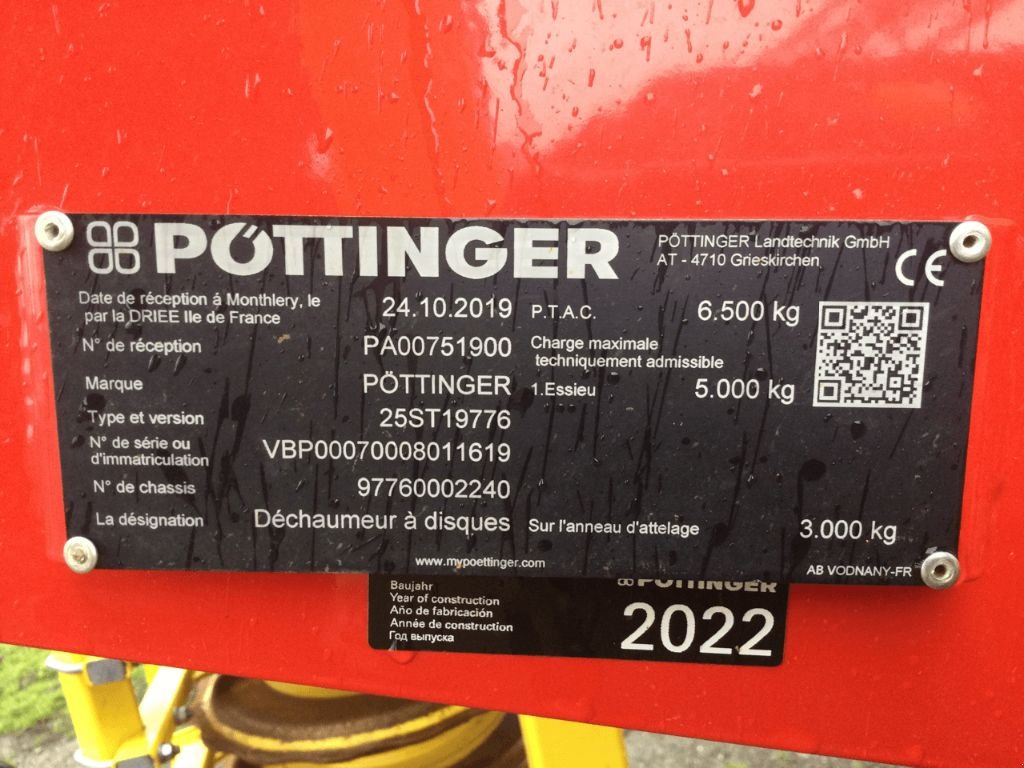 PÖTTINGER
PÖTTINGER Landtechnik GmbH
AT - 4710 Grieskirchen
CE
Date de réception á Monthlery, le
par la DRIEE Ile de France
24.10.2019
P.T.A.C.
6.500 kg
N° de réception
PA00751900
Charge maximale
techniquement admissible
Marque
PÖTTINGER
1.Essieu
5.000 kg
Type et version
25ST19776
N° de série ou
d'immatriculation
VBP00070008011619
N° de chassis
97760002240
La désignation
Déchaumeur à disques
Sur l'anneau d'attelage
3.000 kg
www.mypoettinger.com
AB VODNANY-FR
PÖTTINGER
Baujahr
Year of construction
Año de fabricación
Année de construction
Год выпуска
2022